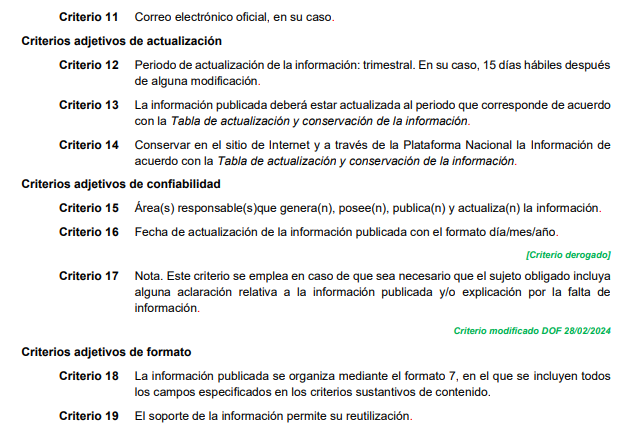 Criterio 11 Correo electrónico oficial, en su caso.
Criterios adjetivos de actualización
Criterio 12 Periodo de actualización de la información: trimestral. En su caso, 15 días hábiles después
de alguna modificación.
Criterio 13 La información publicada deberá estar actualizada al periodo que corresponde de acuerdo
con la Tabla de actualización y conservación de la información.
Criterio 14 Conservar en el sitio de Internet y a través de la Plataforma Nacional la Información de
acuerdo con la Tabla de actualización y conservación de la información.
Criterios adjetivos de confiabilidad
Criterio 15 Área(s) responsable(s)que genera(n), posee(n), publica(n) y actualiza(n) la información.
Criterio 16 Fecha de actualización de la información publicada con el formato día/mes/año.
[Criterio derogado]
Criterio 17 Nota. Este criterio se emplea en caso de que sea necesario que el sujeto obligado incluya
alguna aclaración relativa a la información publicada y/o explicación por la falta de
información.
Criterio modificado DOF 28/02/2024
Criterios adjetivos de formato
Criterio 18 La información publicada se organiza mediante el formato 7, en el que se incluyen todos
los campos especificados en los criterios sustantivos de contenido.
Criterio 19 El soporte de la información permite su reutilización.